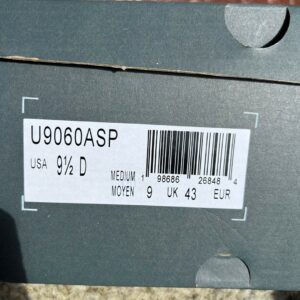 U9060ASP
USA 9½ D
MEDIUM
MOYEN 9 UK 43 EUR
1 98686 26848 4